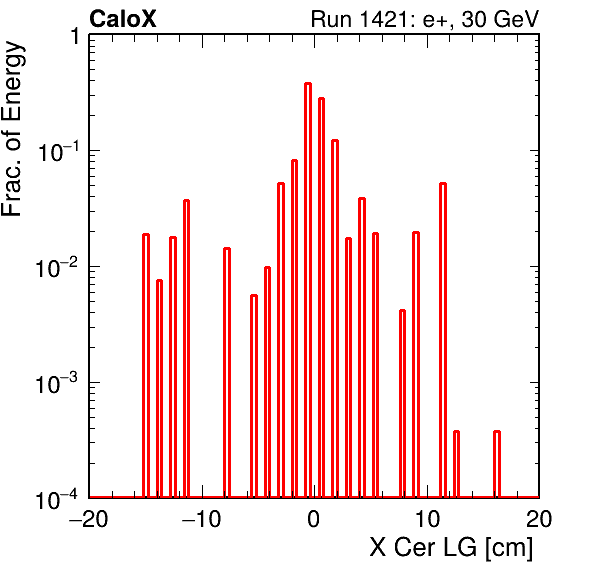 CaloX Run 1421: e+, 30 GeV
Frac. of Energy
1
10⁻¹
10⁻²
10⁻³
10⁻⁴
−20 −10 0 10 20
X Cer LG [cm]